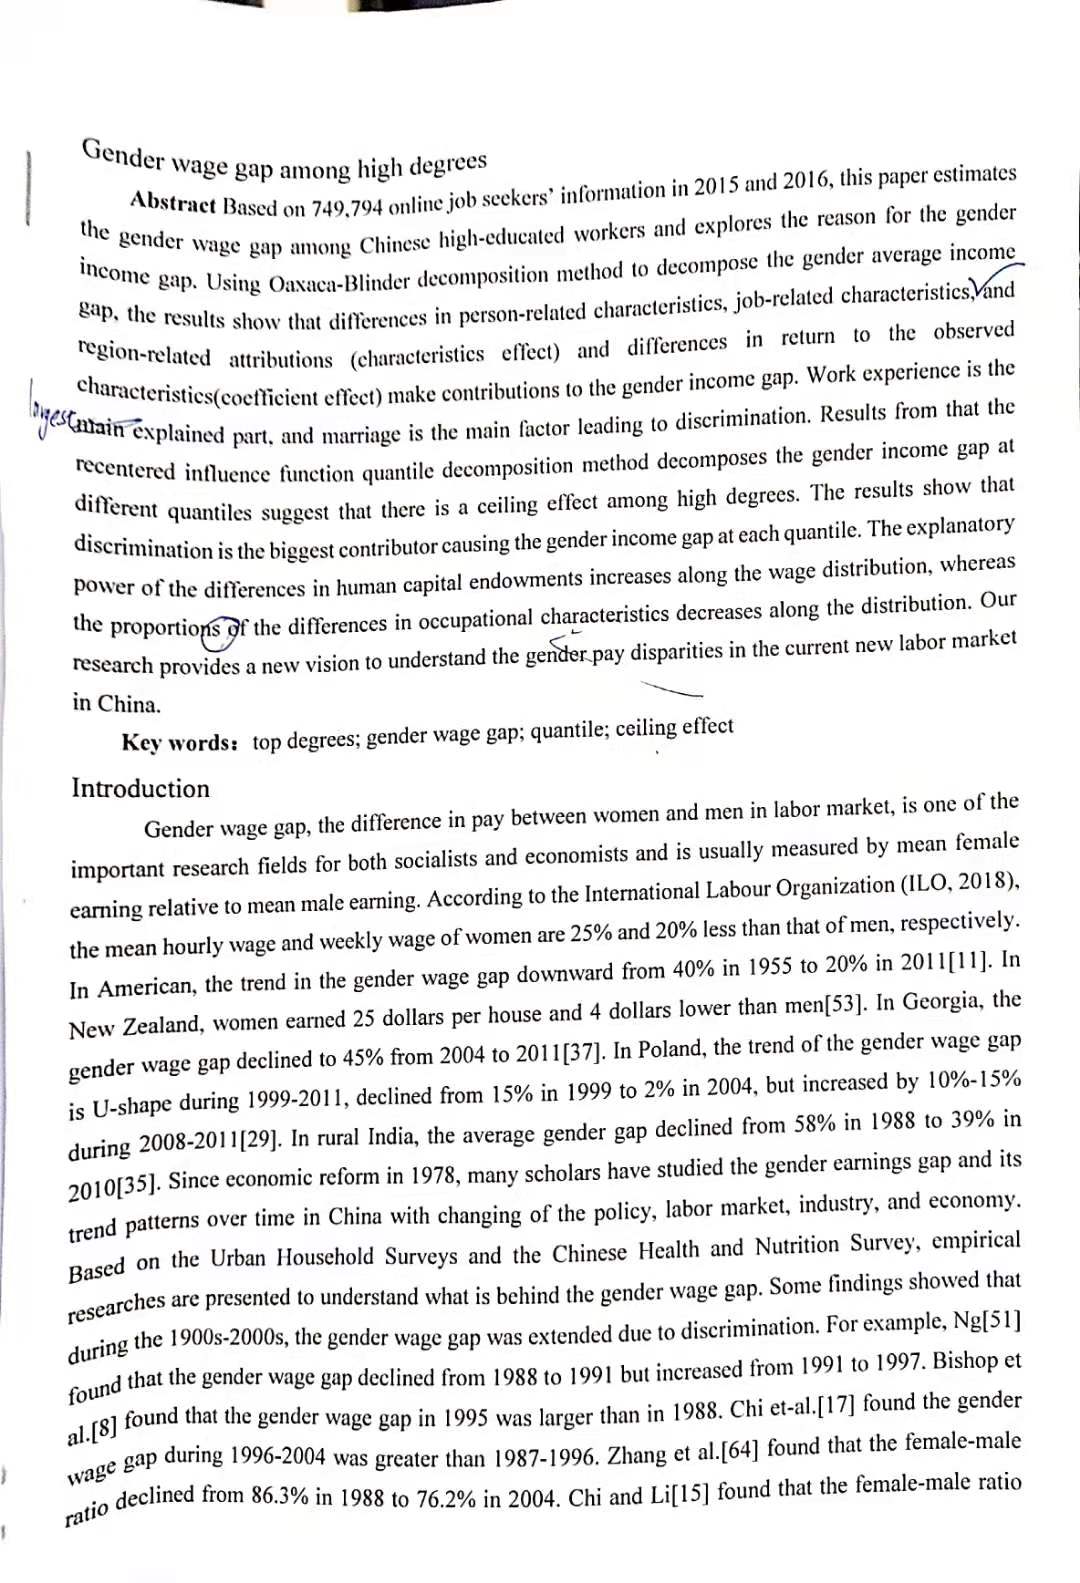 Gender wage gap among high degrees
Abstract Based on 749,794 online job seekers' information in 2015 and 2016, this paper estimates
the gender wage gap among Chinese high-educated workers and explores the reason for the gender
income gap. Using Oaxaca-Blinder decomposition method to decompose the gender average income
gap, the results show that differences in person-related characteristics, job-related characteristics, and
region-related attributions (characteristics effect) and differences in return to the observed
characteristics(coefficient effect) make contributions to the gender income gap. Work experience is the
largest main explained part, and marriage is the main factor leading to discrimination. Results from that the
recentered influence function quantile decomposition method decomposes the gender income gap at
different quantiles suggest that there is a ceiling effect among high degrees. The results show that
discrimination is the biggest contributor causing the gender income gap at each quantile. The explanatory
power of the differences in human capital endowments increases along the wage distribution, whereas
the proportions of the differences in occupational characteristics decreases along the distribution. Our
research provides a new vision to understand the gender pay disparities in the current new labor market
in China.
Key words: top degrees; gender wage gap; quantile; ceiling effect
Introduction
Gender wage gap, the difference in pay between women and men in labor market, is one of the
important research fields for both socialists and economists and is usually measured by mean female
earning relative to mean male earning. According to the International Labour Organization (ILO, 2018),
the mean hourly wage and weekly wage of women are 25% and 20% less than that of men, respectively.
In American, the trend in the gender wage gap downward from 40% in 1955 to 20% in 2011[11]. In
New Zealand, women earned 25 dollars per house and 4 dollars lower than men[53]. In Georgia, the
gender wage gap declined to 45% from 2004 to 2011[37]. In Poland, the trend of the gender wage gap
is U-shape during 1999-2011, declined from 15% in 1999 to 2% in 2004, but increased by 10%-15%
during 2008-2011[29]. In rural India, the average gender gap declined from 58% in 1988 to 39% in
2010[35]. Since economic reform in 1978, many scholars have studied the gender earnings gap and its
trend patterns over time in China with changing of the policy, labor market, industry, and economy.
Based on the Urban Household Surveys and the Chinese Health and Nutrition Survey, empirical
researches are presented to understand what is behind the gender wage gap. Some findings showed that
during the 1900s-2000s, the gender wage gap was extended due to discrimination. For example, Ng[51]
found that the gender wage gap declined from 1988 to 1991 but increased from 1991 to 1997. Bishop et
al.[8] found that the gender wage gap in 1995 was larger than in 1988. Chi et-al.[17] found the gender
wage gap during 1996-2004 was greater than 1987-1996. Zhang et al.[64] found that the female-male
ratio declined from 86.3% in 1988 to 76.2% in 2004. Chi and Li[15] found that the female-male ratio